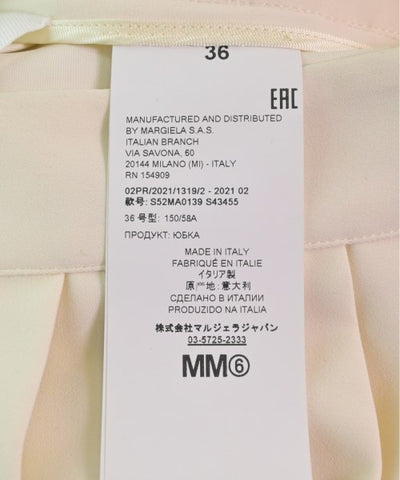 36
EAC
MANUFACTURED AND DISTRIBUTED
BY MARGIELA S.A.S.
ITALIAN BRANCH
VIA SAVONA, 60
20144 MILANO (MI) - ITALY
RN 154909
02PR/2021/1319/2 - 2021 02
款号: S52MA0139 S43455
36 号型: 150/58A
ПРОДУКТ: ЮБКА
MADE IN ITALY
FABRIQUÉ EN ITALIE
イタリア製
原产地: 意大利
СДЕЛАНО В ИТАЛИИ
PRODUZIDO NA ITALIA
株式会社マルジェラジャパン
03-5725-2333
MM⑥